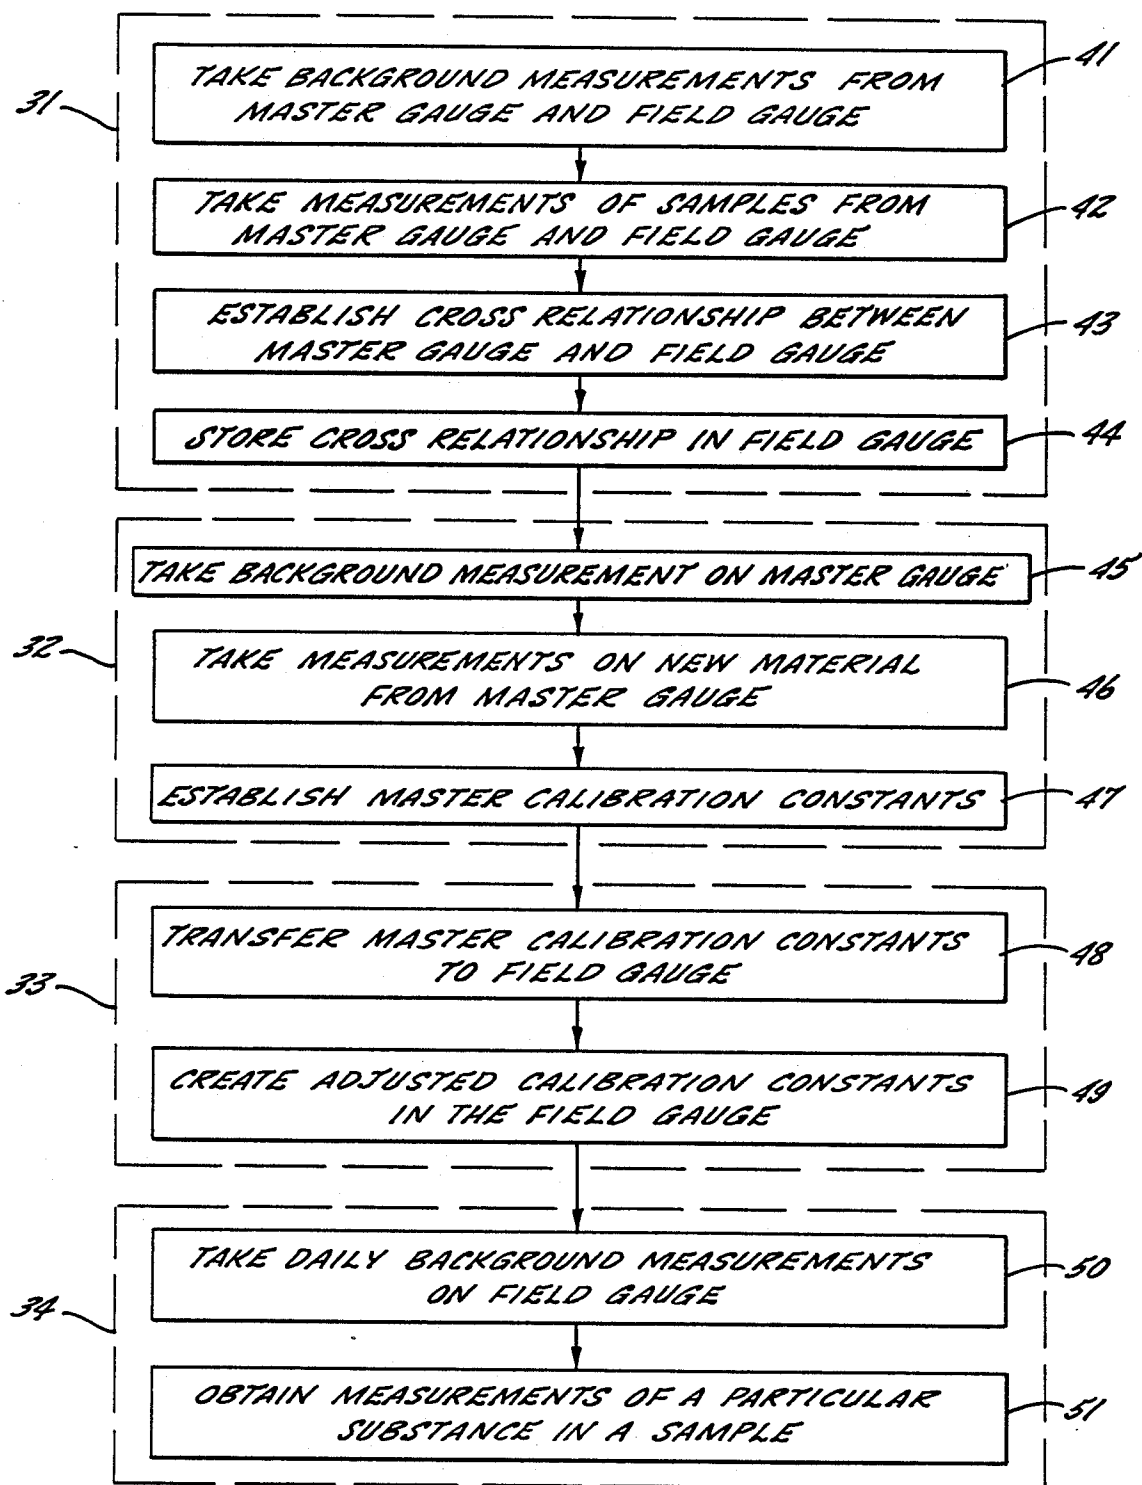 TAKE BACKGROUND MEASUREMENTS FROM
MASTER GAUGE AND FIELD GAUGE
41
31
TAKE MEASUREMENTS OF SAMPLES FROM
MASTER GAUGE AND FIELD GAUGE
42
ESTABLISH CROSS RELATIONSHIP BETWEEN
MASTER GAUGE AND FIELD GAUGE
43
STORE CROSS RELATIONSHIP IN FIELD GAUGE
44
TAKE BACKGROUND MEASUREMENT ON MASTER GAUGE
45
32
TAKE MEASUREMENTS ON NEW MATERIAL
FROM MASTER GAUGE
46
ESTABLISH MASTER CALIBRATION CONSTANTS
47
TRANSFER MASTER CALIBRATION CONSTANTS
TO FIELD GAUGE
48
33
CREATE ADJUSTED CALIBRATION CONSTANTS
IN THE FIELD GAUGE
49
TAKE DAILY BACKGROUND MEASUREMENTS
ON FIELD GAUGE
50
34
OBTAIN MEASUREMENTS OF A PARTICULAR
SUBSTANCE IN A SAMPLE
51